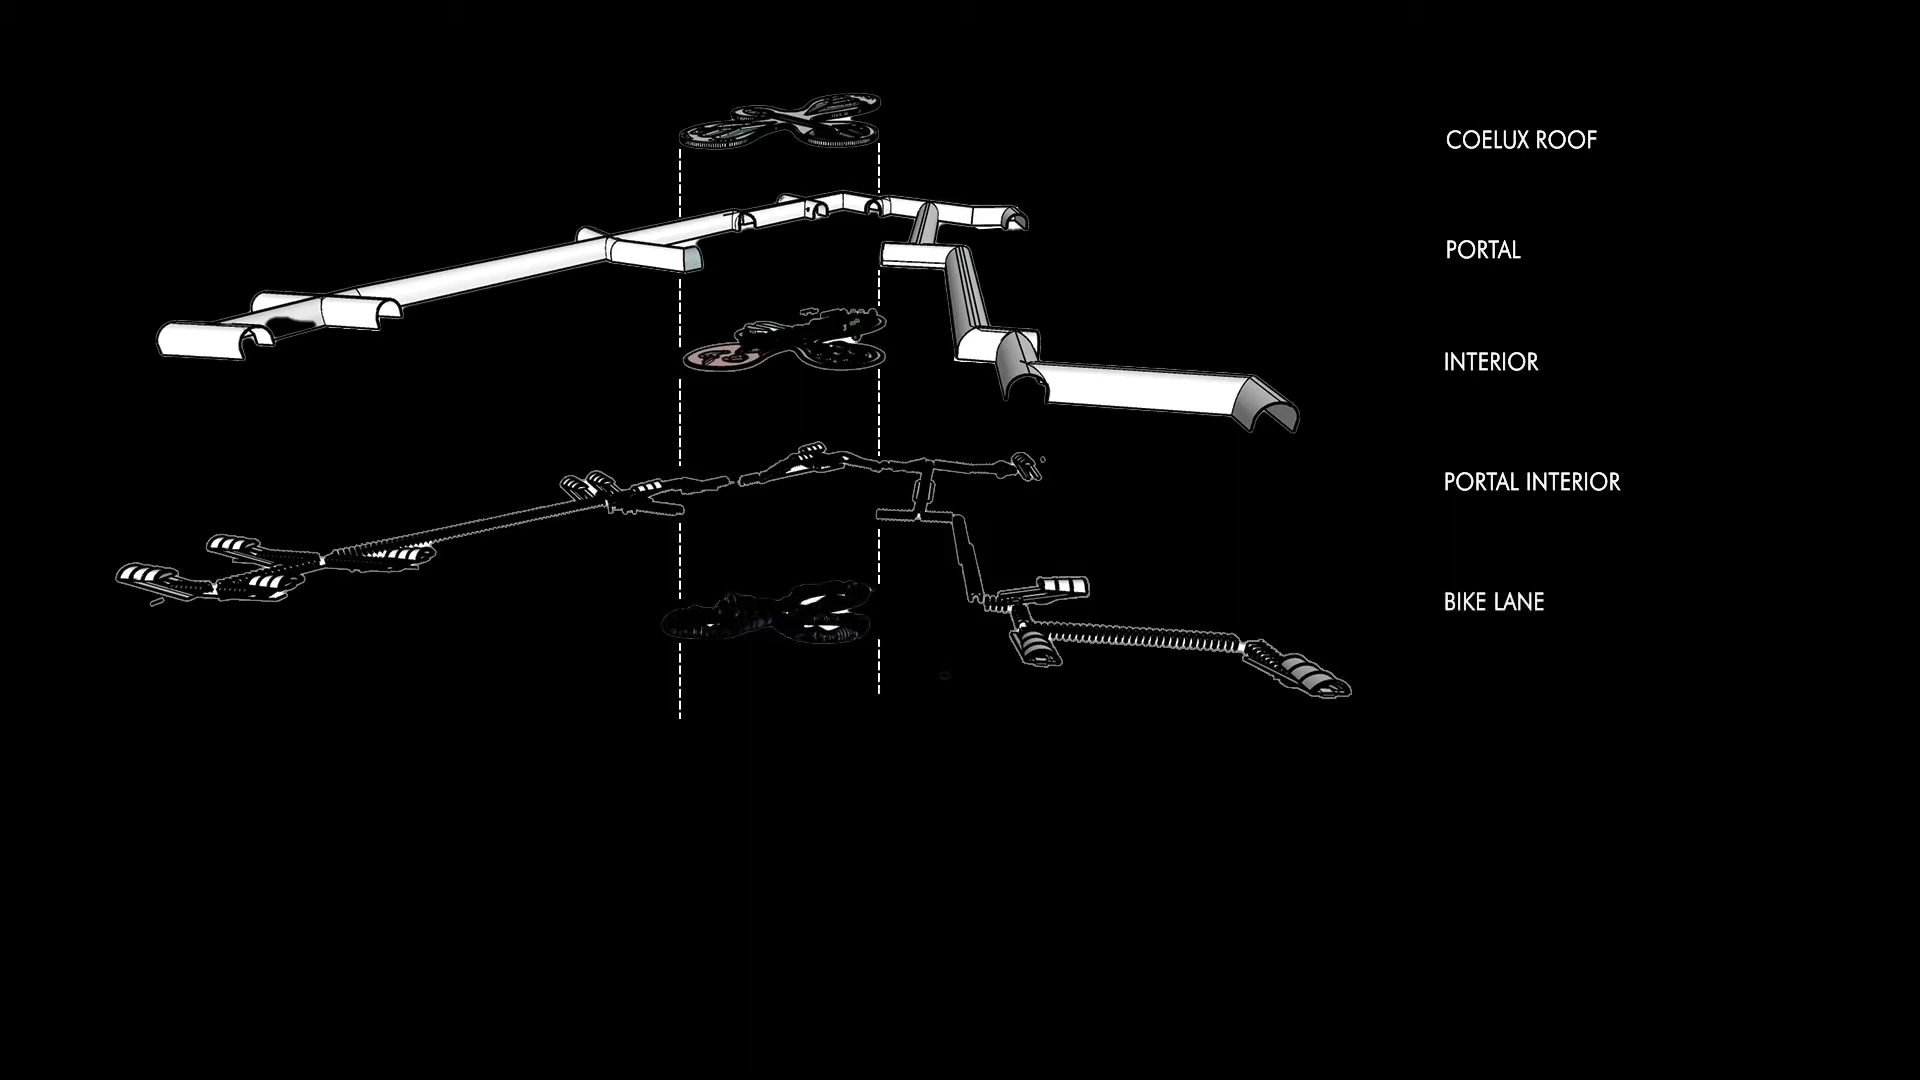 COELUX ROOF
PORTAL
INTERIOR
PORTAL INTERIOR
BIKE LANE